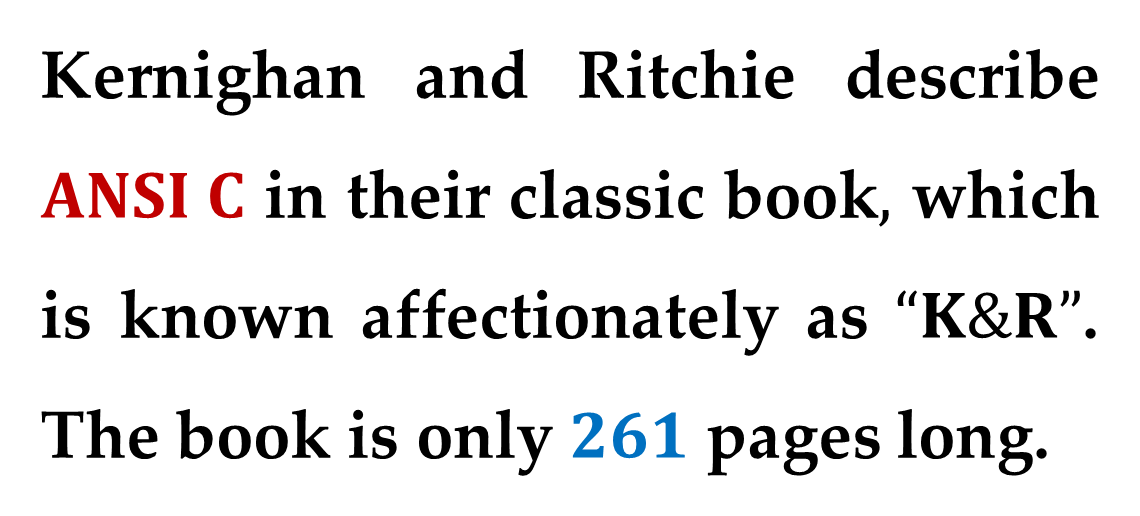 Kernighan and Ritchie describe
ANSI C in their classic book, which
is known affectionately as “K&R”.
The book is only 261 pages long.